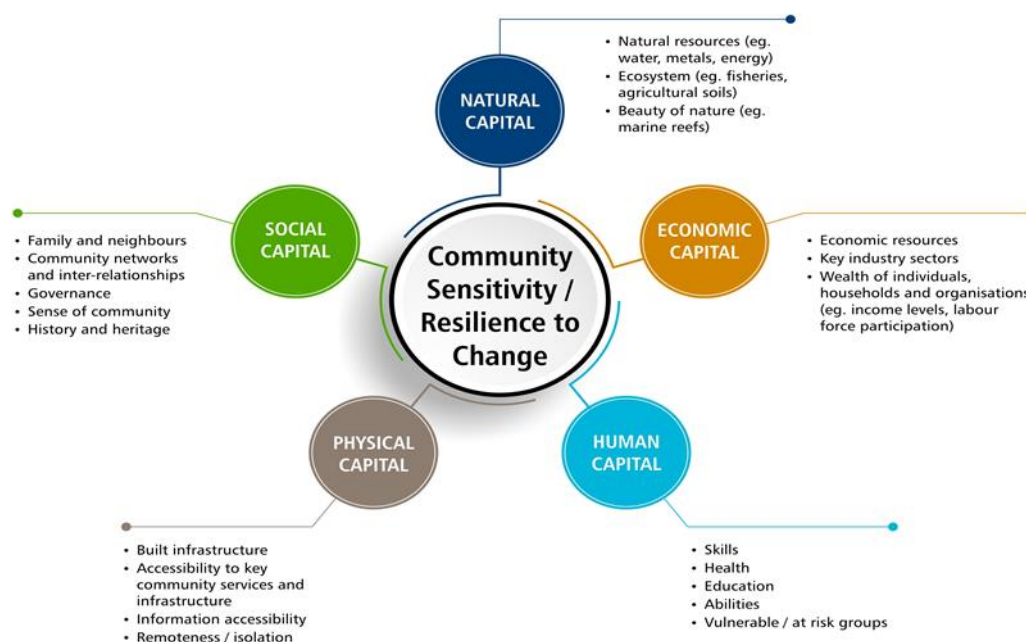 NATURAL
CAPITAL
• Natural resources (eg.
water, metals, energy)
• Ecosystem (eg. fisheries,
agricultural soils)
• Beauty of nature (eg.
marine reefs)
SOCIAL
CAPITAL
• Family and neighbours
• Community networks
and inter-relationships
• Governance
• Sense of community
• History and heritage
Community
Sensitivity /
Resilience to
Change
ECONOMIC
CAPITAL
• Economic resources
• Key industry sectors
• Wealth of individuals,
households and organisations
(eg. income levels, labour
force participation)
PHYSICAL
CAPITAL
• Built infrastructure
• Accessibility to key
community services and
infrastructure
• Information accessibility
• Remoteness / isolation
HUMAN
CAPITAL
• Skills
• Health
• Education
• Abilities
• Vulnerable / at risk groups